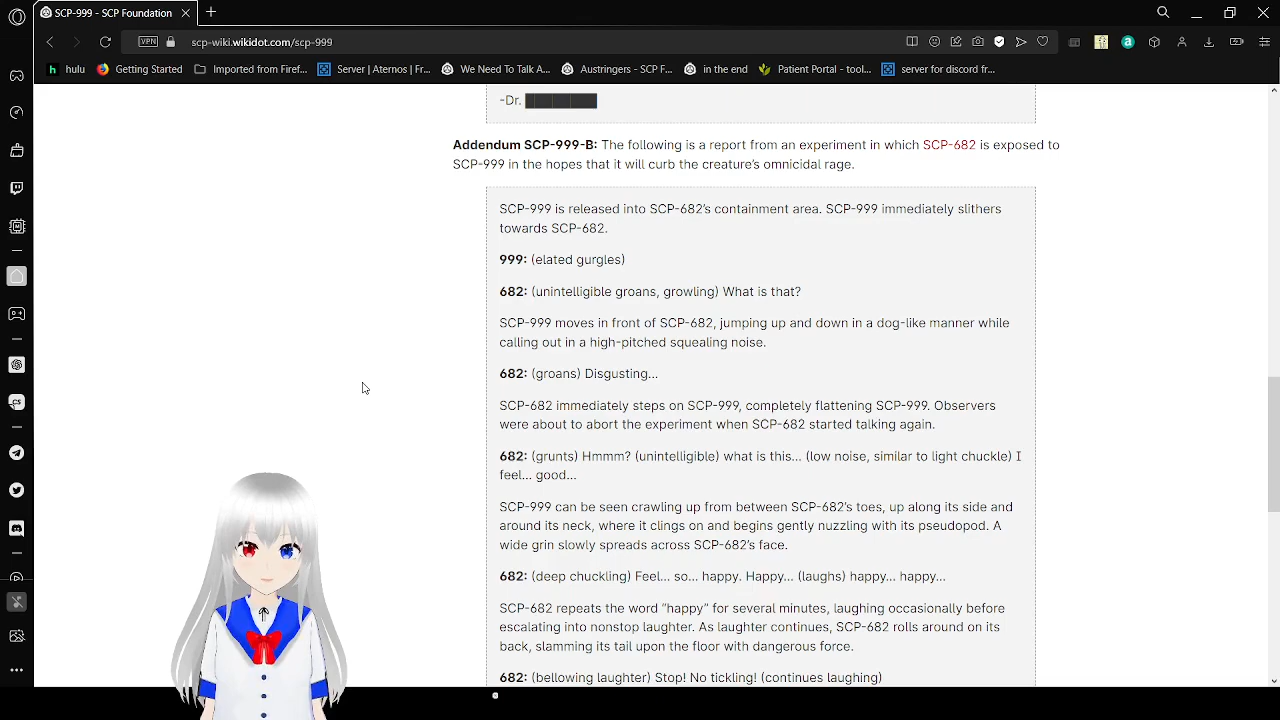 SCP-999 - SCP Foundation
VPN
scp-wiki.wikidot.com/scp-999
hulu
Getting Started
Imported from Firef...
Server | Aternos | Fr...
We Need To Talk A...
Austringers - SCP F...
in the end
Patient Portal - tool...
server for discord fr...
-Dr. ████████
Addendum SCP-999-B: The following is a report from an experiment in which SCP-682 is exposed to
SCP-999 in the hopes that it will curb the creature's omnicidal rage.
SCP-999 is released into SCP-682's containment area. SCP-999 immediately slithers
towards SCP-682.
999: (elated gurgles)
682: (unintelligible groans, growling) What is that?
SCP-999 moves in front of SCP-682, jumping up and down in a dog-like manner while
calling out in a high-pitched squealing noise.
682: (groans) Disgusting…
SCP-682 immediately steps on SCP-999, completely flattening SCP-999. Observers
were about to abort the experiment when SCP-682 started talking again.
682: (grunts) Hmmm? (unintelligible) what is this… (low noise, similar to light chuckle) I
feel… good…
SCP-999 can be seen crawling up from between SCP-682's toes, up along its side and
around its neck, where it clings on and begins gently nuzzling with its pseudopod. A
wide grin slowly spreads across SCP-682's face.
682: (deep chuckling) Feel… so… happy. Happy… (laughs) happy… happy…
SCP-682 repeats the word "happy" for several minutes, laughing occasionally before
escalating into nonstop laughter. As laughter continues, SCP-682 rolls around on its
back, slamming its tail upon the floor with dangerous force.
682: (bellowing laughter) Stop! No tickling! (continues laughing)